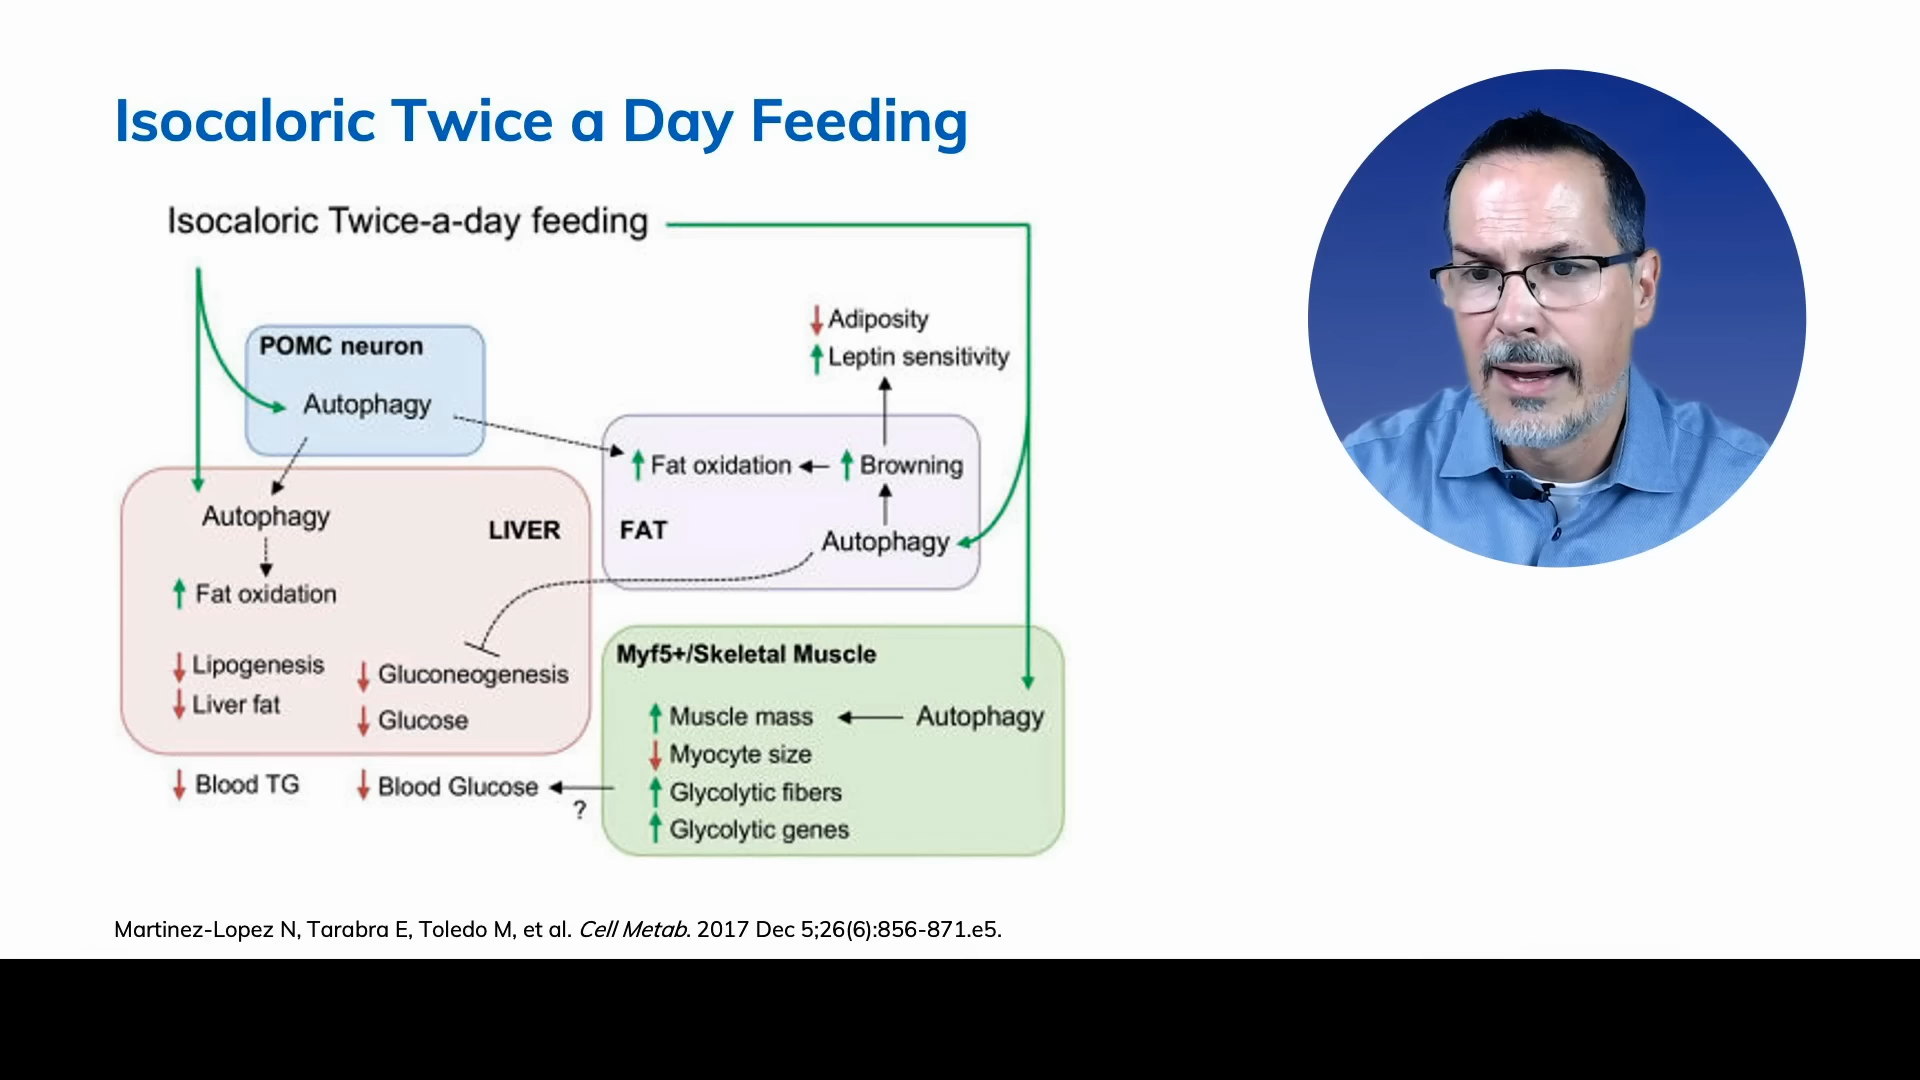 Isocaloric Twice a Day Feeding
Isocaloric Twice-a-day feeding
POMC neuron
Autophagy
Adiposity
Leptin sensitivity
Fat oxidation
Browning
FAT
Autophagy
Autophagy
LIVER
Fat oxidation
Lipogenesis
Liver fat
Gluconeogenesis
Glucose
Blood TG
Blood Glucose
?
Myf5+/Skeletal Muscle
Muscle mass
Autophagy
Myocyte size
Glycolytic fibers
Glycolytic genes
Martinez-Lopez N, Tarabra E, Toledo M, et al. Cell Metab. 2017 Dec 5;26(6):856-871.e5.